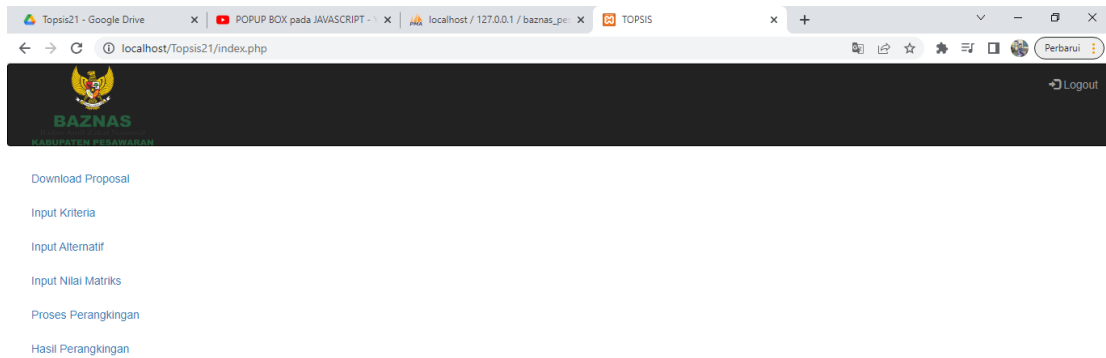 Topsis21 - Google Drive
POPUP BOX pada JAVASCRIPT -
localhost / 127.0.0.1 / baznas_pe
TOPSIS
localhost/Topsis21/index.php
Perbarui
BAZNAS
KABUPATEN PESAWARAN
Logout
Download Proposal
Input Kriteria
Input Alternatif
Input Nilai Matriks
Proses Perangkingan
Hasil Perangkingan